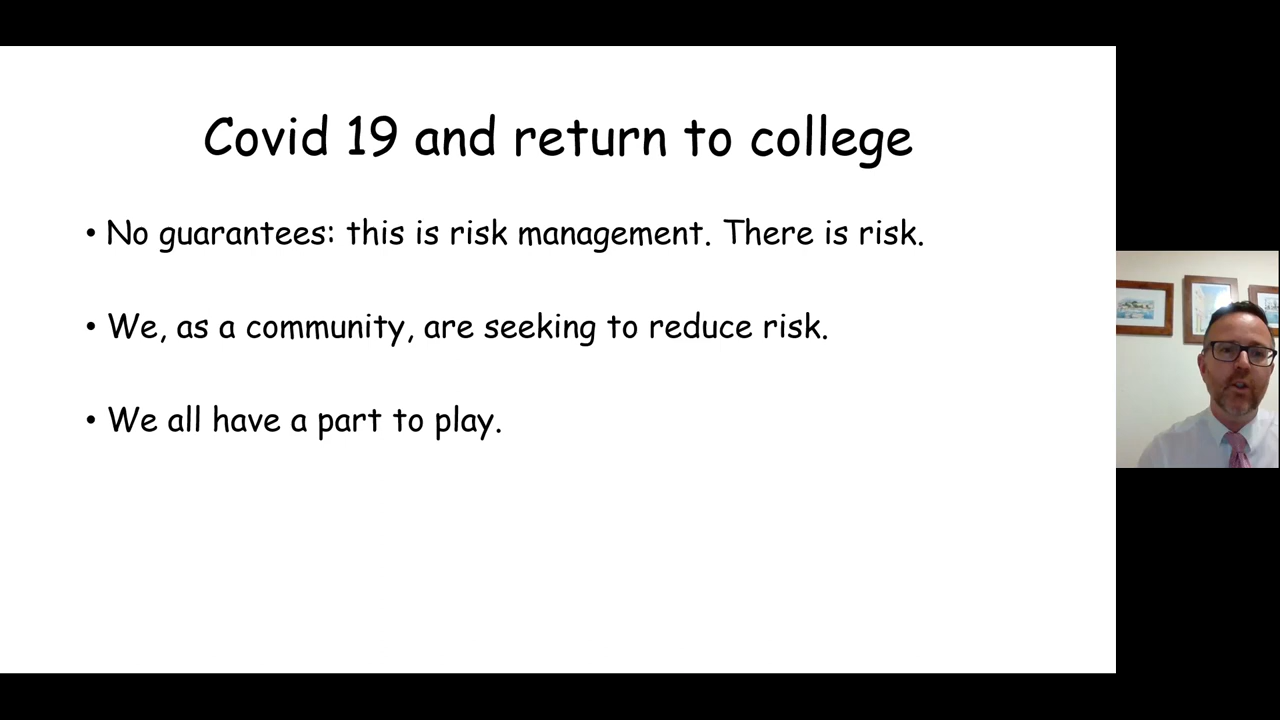 Covid 19 and return to college
• No guarantees: this is risk management. There is risk.
• We, as a community, are seeking to reduce risk.
• We all have a part to play.